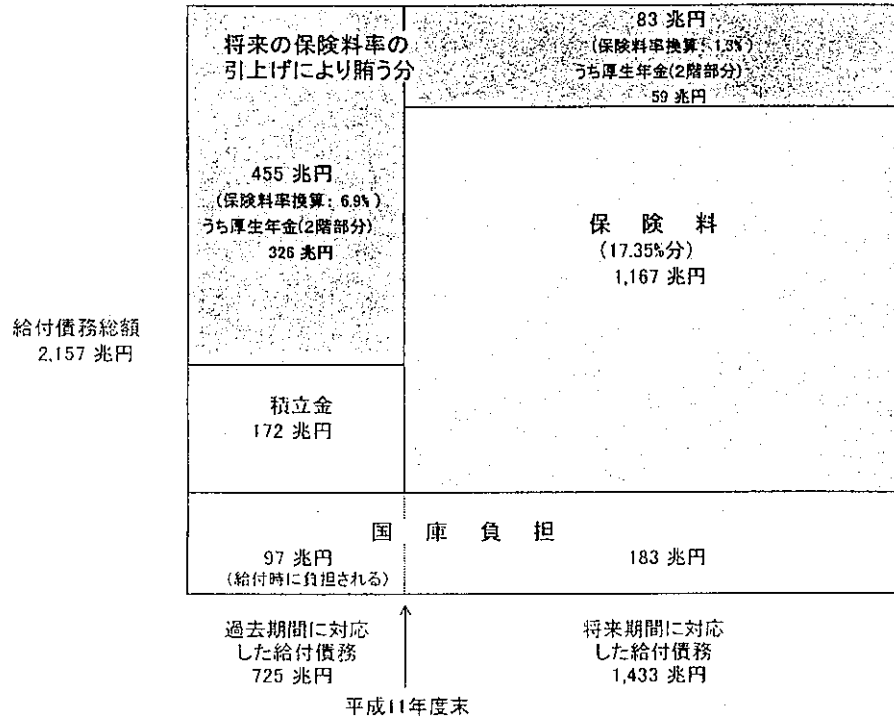 将来の保険料率の
引上げにより賄う分
455 兆円
(保険料率換算: 6.9%)
うち厚生年金(2階部分)
326 兆円
83 兆円
(保険料率換算: 1.3%)
うち厚生年金(2階部分)
59 兆円
保 険 料
(17.35%分)
1,167 兆円
給付債務総額
2,157 兆円
積立金
172 兆円
国 庫 負 担
97 兆円
(給付時に負担される)
183 兆円
過去期間に対応
した給付債務
725 兆円
将来期間に対応
した給付債務
1,433 兆円
平成11年度末